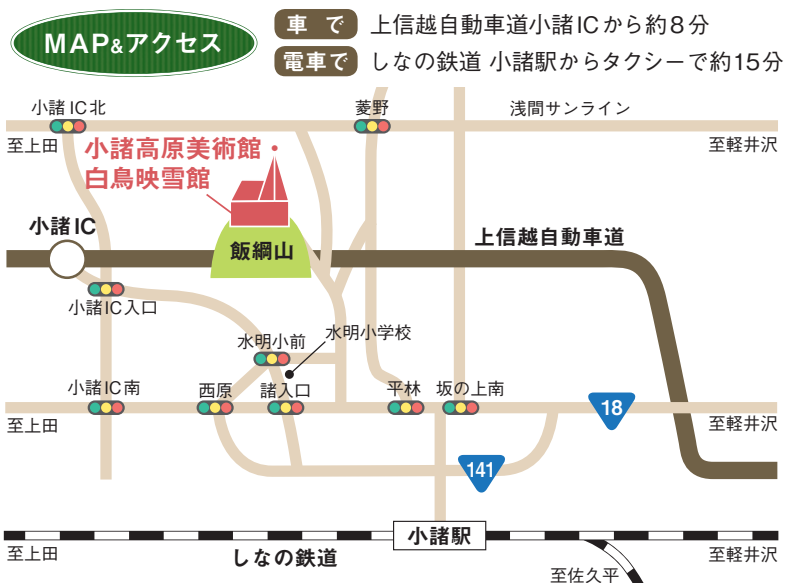 MAP&アクセス
車 で 上信越自動車道小諸ICから約8分
電車で しなの鉄道 小諸駅からタクシーで約15分
小諸IC北
菱野
浅間サンライン
至上田
至軽井沢
小諸高原美術館・
白鳥映雪館
小諸IC
上信越自動車道
飯綱山
小諸IC入口
水明小前
水明小学校
小諸IC南
西原
諸入口
平林
坂の上南
18
至上田
至軽井沢
141
小諸駅
至上田
しなの鉄道
至軽井沢
至佐久平